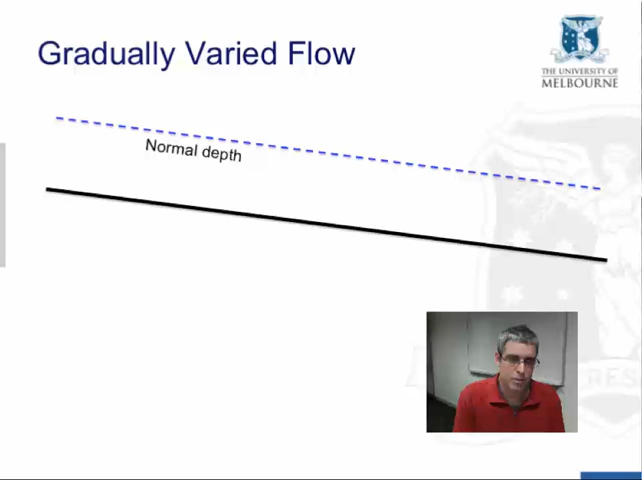 Gradually Varied Flow
THE UNIVERSITY OF
MELBOURNE
Normal depth